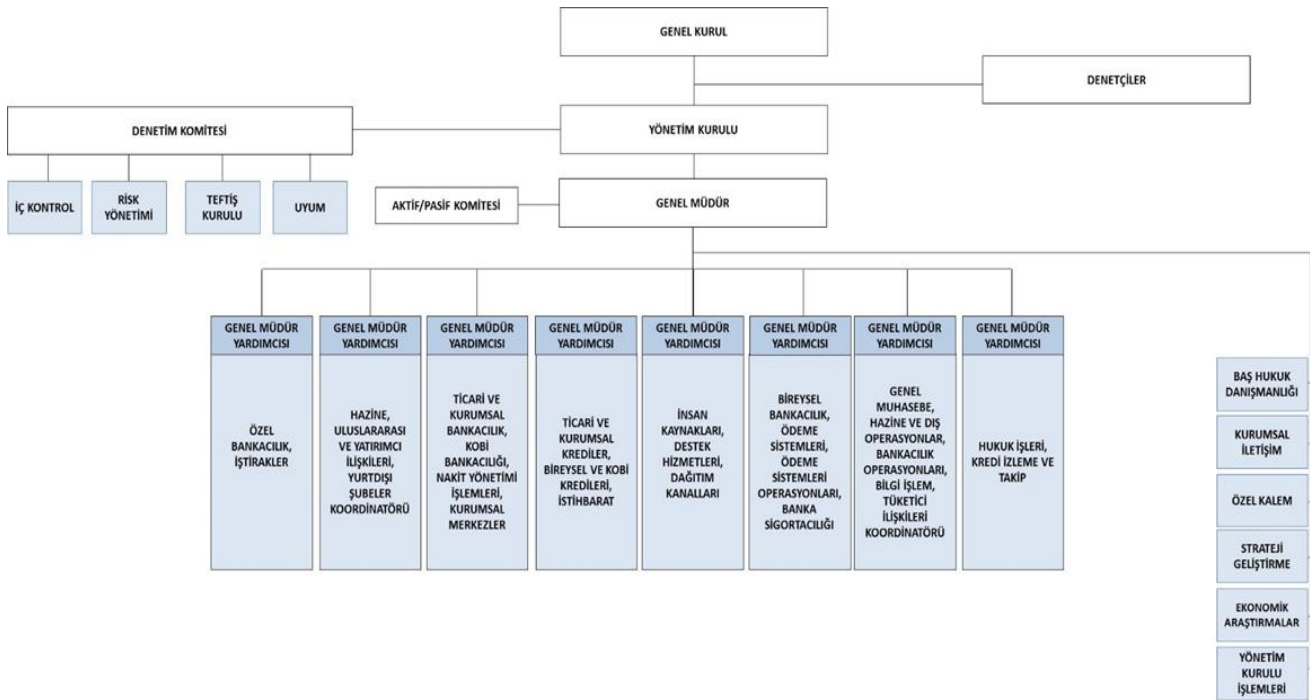 GENEL KURUL
DENETÇİLER
DENETİM KOMİTESİ
YÖNETİM KURULU
İÇ KONTROL
RİSK
YÖNETİMİ
TEFTİŞ
KURULU
UYUM
AKTİF/PASİF KOMİTESİ
GENEL MÜDÜR
GENEL MÜDÜR
YARDIMCISI
ÖZEL
BANKACILIK,
İŞTİRAKLER
GENEL MÜDÜR
YARDIMCISI
HAZİNE,
ULUSLARARASI
VE YATIRIMCI
İLİŞKİLERİ,
YURTDIŞI
ŞUBELER
KOORDİNATÖRÜ
GENEL MÜDÜR
YARDIMCISI
TİCARİ VE
KURUMSAL
BANKACILIK,
KOBİ
BANKACILIĞI,
NAKİT YÖNETİMİ
İŞLEMLERİ,
KURUMSAL
MERKEZLER
GENEL MÜDÜR
YARDIMCISI
TİCARİ VE
KURUMSAL
KREDİLER,
BİREYSEL VE KOBİ
KREDİLERİ,
İSTİHBARAT
GENEL MÜDÜR
YARDIMCISI
İNSAN
KAYNAKLARI,
DESTEK
HİZMETLERİ,
DAĞITIM
KANALLARI
GENEL MÜDÜR
YARDIMCISI
BİREYSEL
BANKACILIK,
ÖDEME
SİSTEMLERİ,
ÖDEME
SİSTEMLERİ
OPERASYONLARI,
BANKA
SİGORTACILIĞI
GENEL MÜDÜR
YARDIMCISI
GENEL
MUHASEBE,
HAZİNE VE DIŞ
OPERASYONLAR,
BANKACILIK
OPERASYONLARI,
BİLGİ İŞLEM,
TÜKETİCİ
İLİŞKİLERİ
KOORDİNATÖRÜ
GENEL MÜDÜR
YARDIMCISI
HUKUK İŞLERİ,
KREDİ İZLEME VE
TAKİP
BAŞ HUKUK
DANIŞMANLIĞI
KURUMSAL
İLETİŞİM
ÖZEL KALEM
STRATEJİ
GELİŞTİRME
EKONOMİK
ARAŞTIRMALAR
YÖNETİM
KURULU
İŞLEMLERİ